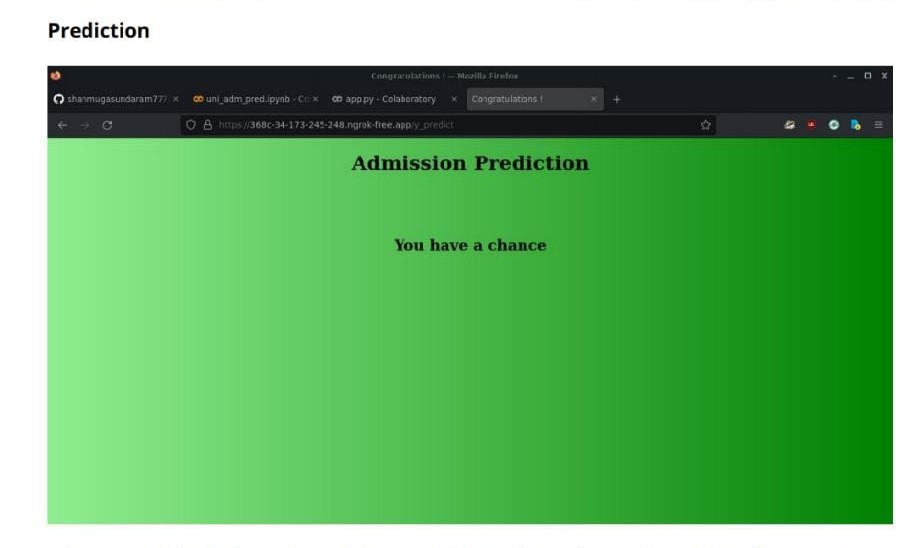 Prediction
Congratulations ! — Mozilla Firefox
shanmugasundaram777
uni_adm_pred.ipynb - Co
app.py - Colaboratory
Congratulations !
https://368c-34-173-245-248.ngrok-free.app/y_predict
Admission Prediction
You have a chance